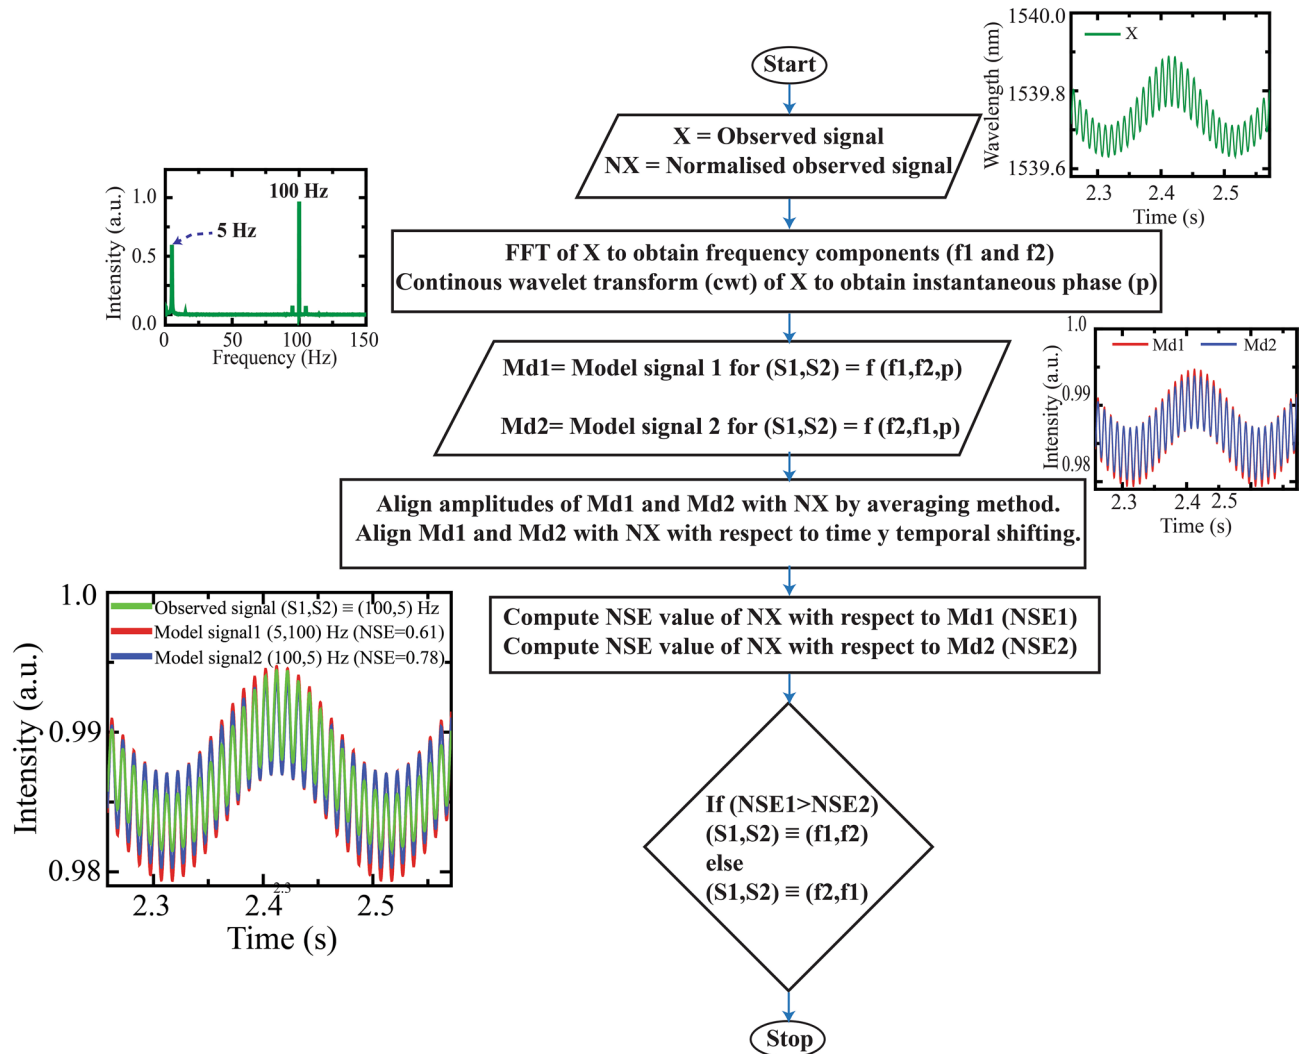 Start
X = Observed signal
NX = Normalised observed signal
1540.0
1539.8
1539.6
Wavelength (nm)
X
2.3
2.4
2.5
Time (s)
1.0
0.5
0.0
Intensity (a.u.)
100 Hz
5 Hz
0
50
100
150
Frequency (Hz)
FFT of X to obtain frequency components (f1 and f2)
Continous wavelet transform (cwt) of X to obtain instantaneous phase (p)
Md1= Model signal 1 for (S1,S2) = f (f1,f2,p)
Md2= Model signal 2 for (S1,S2) = f (f2,f1,p)
1.0
0.99
0.98
Intensity (a.u.)
Md1
Md2
2.3
2.4
2.5
Time (s)
Align amplitudes of Md1 and Md2 with NX by averaging method.
Align Md1 and Md2 with NX with respect to time y temporal shifting.
1.0
0.99
0.98
Intensity (a.u.)
Observed signal (S1,S2) ≡ (100,5) Hz
Model signal1 (5,100) Hz (NSE=0.61)
Model signal2 (100,5) Hz (NSE=0.78)
2.3
2.3
2.4
2.5
Time (s)
Compute NSE value of NX with respect to Md1 (NSE1)
Compute NSE value of NX with respect to Md2 (NSE2)
If (NSE1>NSE2)
(S1,S2) ≡ (f1,f2)
else
(S1,S2) ≡ (f2,f1)
Stop